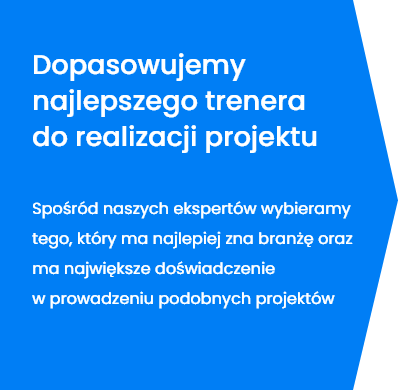 Dopasowujemy
najlepszego trenera
do realizacji projektu
Spośród naszych ekspertów wybieramy
tego, który ma najlepiej zna branżę oraz
ma największe doświadczenie
w prowadzeniu podobnych projektów